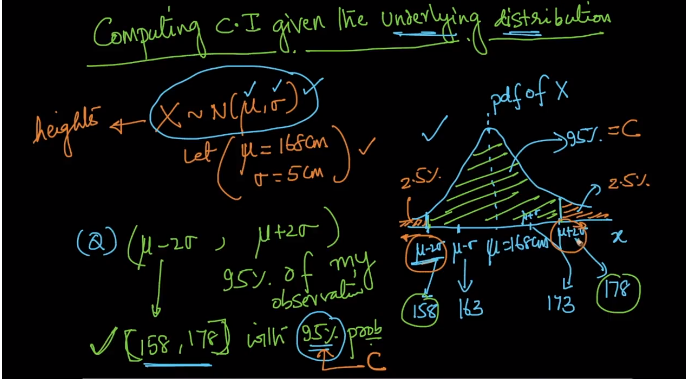 Computing C.I given the underlying distribution
pdf of X
heights ← X ~ N(μ, σ)
Let (μ = 168cm
σ = 5cm)
95% = C
2.5%
2.5%
μ-2σ μ-σ μ=168cm μ+σ μ+2σ x
158 163 173 178
(Q) (μ-2σ, μ+2σ)
95% of my
observation
[158, 178] with 95% prob
C